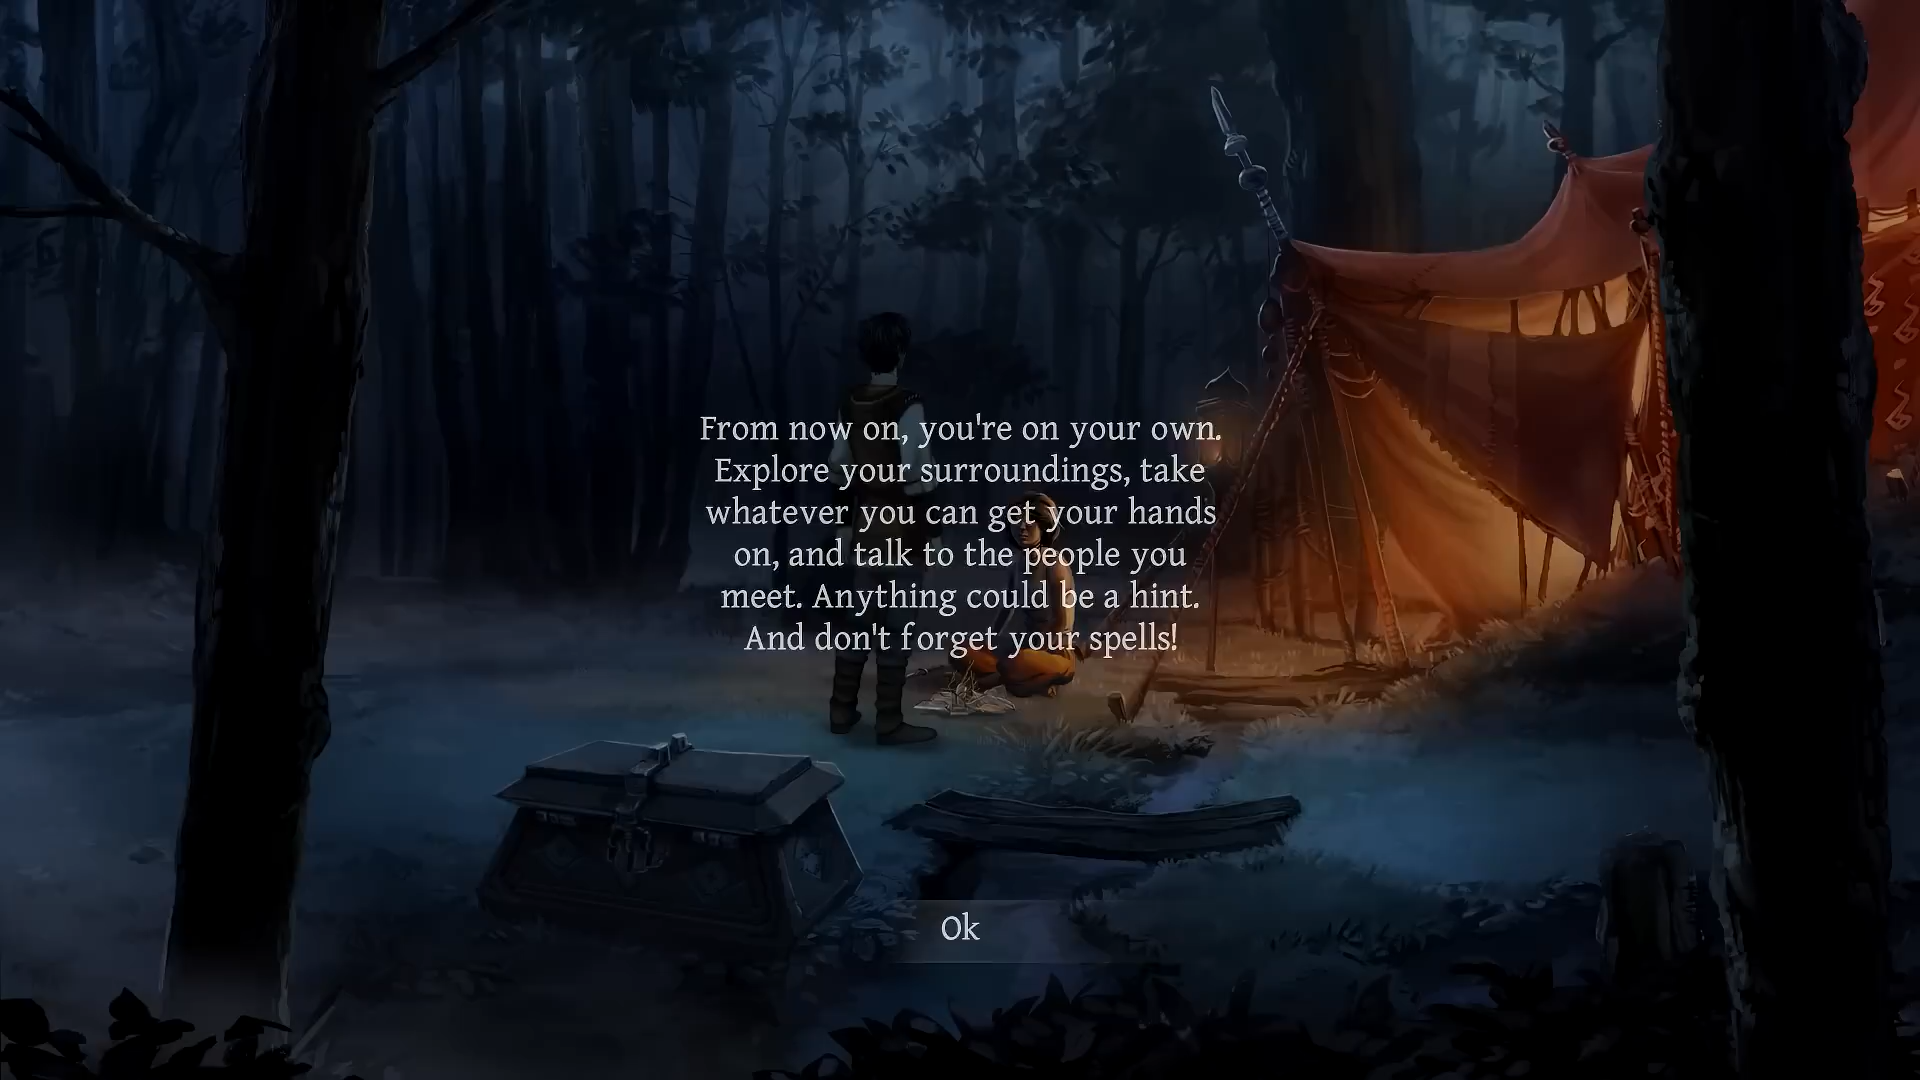 From now on, you're on your own.
Explore your surroundings, take
whatever you can get your hands
on, and talk to the people you
meet. Anything could be a hint.
And don't forget your spells!
Ok